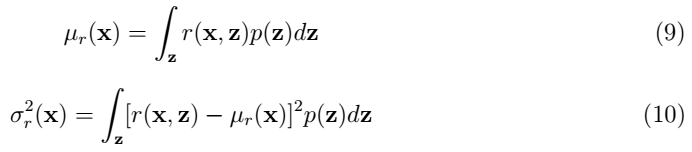 μ_r(𝐱) = ∫_𝐳 r(𝐱, 𝐳)p(𝐳)d𝐳 (9)
σ_r^2(𝐱) = ∫_𝐳 [r(𝐱, 𝐳) − μ_r(𝐱)]^2 p(𝐳)d𝐳 (10)